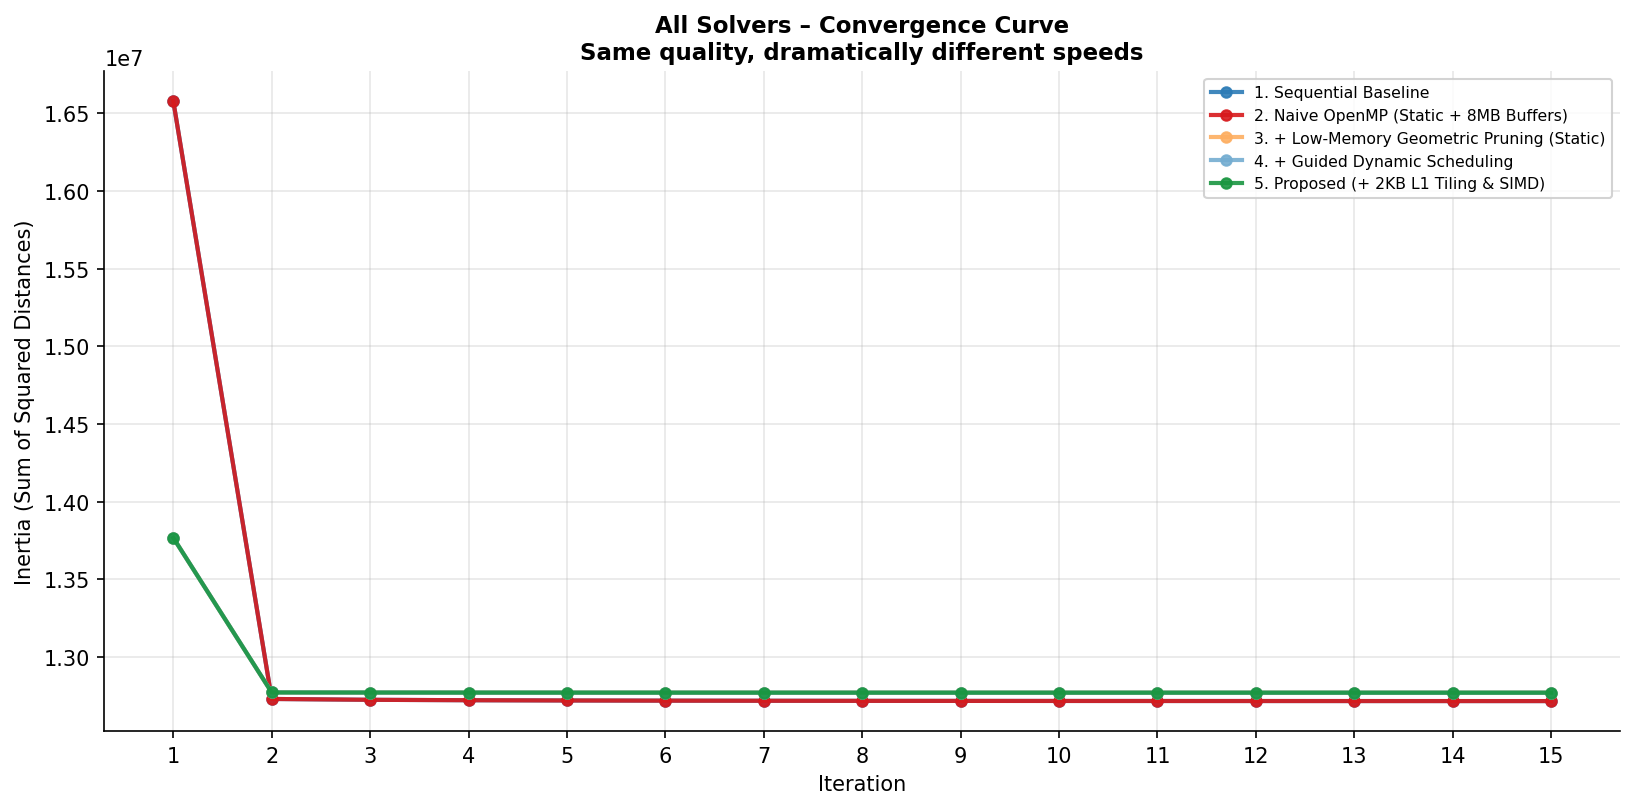 All Solvers – Convergence Curve
Same quality, dramatically different speeds
1e7
1. Sequential Baseline
2. Naive OpenMP (Static + 8MB Buffers)
3. + Low-Memory Geometric Pruning (Static)
4. + Guided Dynamic Scheduling
5. Proposed (+ 2KB L1 Tiling & SIMD)
Inertia (Sum of Squared Distances)
1.65
1.60
1.55
1.50
1.45
1.40
1.35
1.30
1 2 3 4 5 6 7 8 9 10 11 12 13 14 15
Iteration